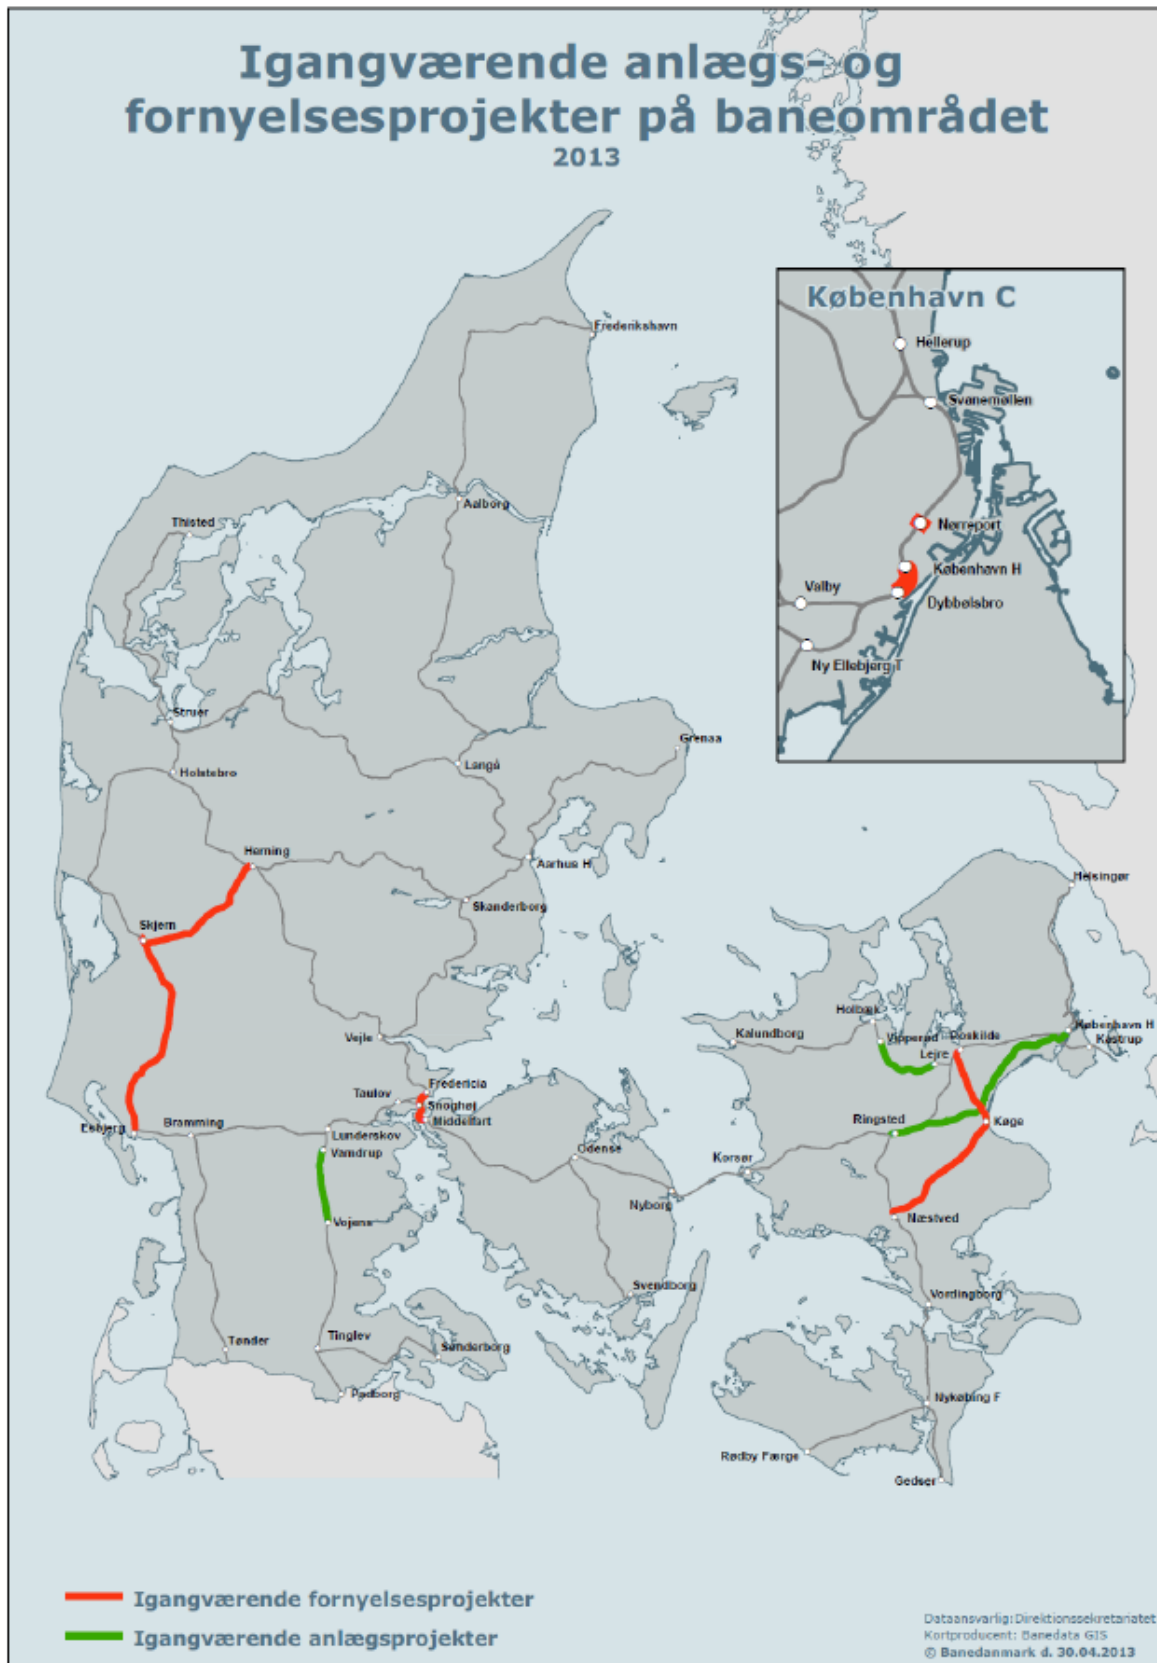 Igangværende anlægs- og
fornyelsesprojekter på baneområdet
2013
København C
Hellerup
Svanemøllen
Nørreport
København H
Valby
Dybbølsbro
Ny Ellebjerg T
Frederikshavn
Aalborg
Thisted
Struer
Grenaa
Langå
Holstebro
Herning
Aarhus H
Helsingør
Skanderborg
Skjern
Holbæk
København H
Kalundborg
Vipperød
Roskilde
Kastrup
Vejle
Lejre
Fredericia
Taulov
Snoghøj
Middelfart
Ringsted
Køge
Esbjerg
Bramming
Lunderskov
Vamdrup
Odense
Korsør
Nyborg
Næstved
Vojens
Svendborg
Vordingborg
Tønder
Tinglev
Sønderborg
Padborg
Nykøbing F
Rødby Færge
Gedser
Igangværende fornyelsesprojekter
Igangværende anlægsprojekter
Dataansvarlig: Direktionssekretariatet
Kortproducent: Banedata GIS
© Banedanmark d. 30.04.2013